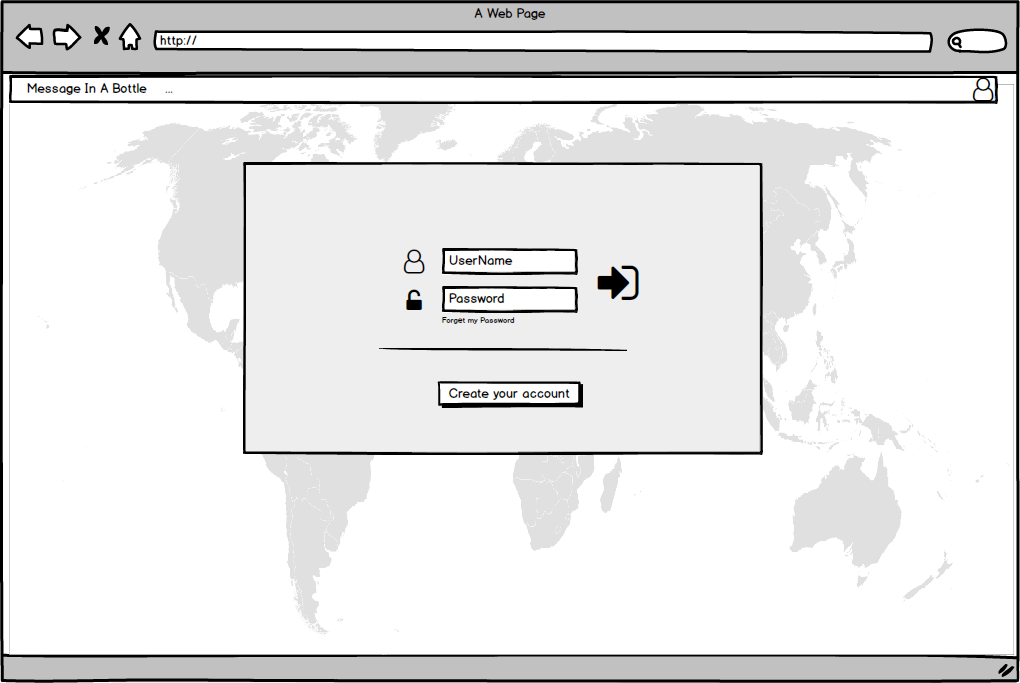 A Web Page
http://
Message In A Bottle ...
UserName
Password
Forget my Password
Create your account